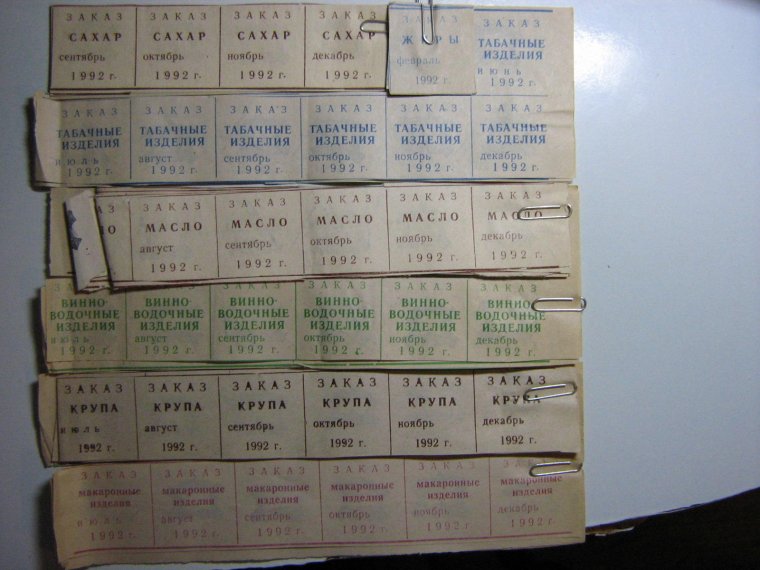 ЗАКАЗ ЗАКАЗ ЗАКАЗ ЗАКАЗ ЗАКАЗ ЗАКАЗ
САХАР САХАР САХАР САХАР ЖИРЫ ТАБАЧНЫЕ ИЗДЕЛИЯ
сентябрь октябрь ноябрь декабрь февраль июнь
1992 г. 1992 г. 1992 г. 1992 г. 1992 г. 1992 г.
ЗАКАЗ ЗАКАЗ ЗАКАЗ ЗАКАЗ ЗАКАЗ ЗАКАЗ
ТАБАЧНЫЕ ТАБАЧНЫЕ ТАБАЧНЫЕ ТАБАЧНЫЕ ТАБАЧНЫЕ ТАБАЧНЫЕ
ИЗДЕЛИЯ ИЗДЕЛИЯ ИЗДЕЛИЯ ИЗДЕЛИЯ ИЗДЕЛИЯ ИЗДЕЛИЯ
июль август сентябрь октябрь ноябрь декабрь
1992 г. 1992 г. 1992 г. 1992 г. 1992 г. 1992 г.
ЗАКАЗ ЗАКАЗ ЗАКАЗ ЗАКАЗ ЗАКАЗ
МАСЛО МАСЛО МАСЛО МАСЛО МАСЛО
август сентябрь октябрь ноябрь декабрь
1992 г. 1992 г. 1992 г. 1992 г. 1992 г.
ЗАКАЗ ЗАКАЗ ЗАКАЗ ЗАКАЗ ЗАКАЗ ЗАКАЗ
ВИННО- ВИННО- ВИННО- ВИННО- ВИННО- ВИННО-
ВОДОЧНЫЕ ВОДОЧНЫЕ ВОДОЧНЫЕ ВОДОЧНЫЕ ВОДОЧНЫЕ ВОДОЧНЫЕ
ИЗДЕЛИЯ ИЗДЕЛИЯ ИЗДЕЛИЯ ИЗДЕЛИЯ ИЗДЕЛИЯ ИЗДЕЛИЯ
июль август сентябрь октябрь ноябрь декабрь
1992 г. 1992 г. 1992 г. 1992 г. 1992 г. 1992 г.
ЗАКАЗ ЗАКАЗ ЗАКАЗ ЗАКАЗ ЗАКАЗ ЗАКАЗ
КРУПА КРУПА КРУПА КРУПА КРУПА КРУПА
июль август сентябрь октябрь ноябрь декабрь
1992 г. 1992 г. 1992 г. 1992 г. 1992 г. 1992 г.
ЗАКАЗ ЗАКАЗ ЗАКАЗ ЗАКАЗ ЗАКАЗ ЗАКАЗ
макаронные макаронные макаронные макаронные макаронные макаронные
изделия изделия изделия изделия изделия изделия
июль август сентябрь октябрь ноябрь декабрь
1992 г. 1992 г. 1992 г. 1992 г. 1992 г. 1992 г.